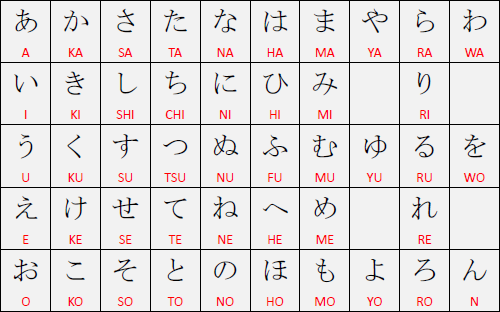 あ か さ た な は ま や ら わ
A KA SA TA NA HA MA YA RA WA
い き し ち に ひ み り
I KI SHI CHI NI HI MI RI
う く す つ ぬ ふ む ゆ る を
U KU SU TSU NU FU MU YU RU WO
え け せ て ね へ め れ
E KE SE TE NE HE ME RE
お こ そ と の ほ も よ ろ ん
O KO SO TO NO HO MO YO RO N